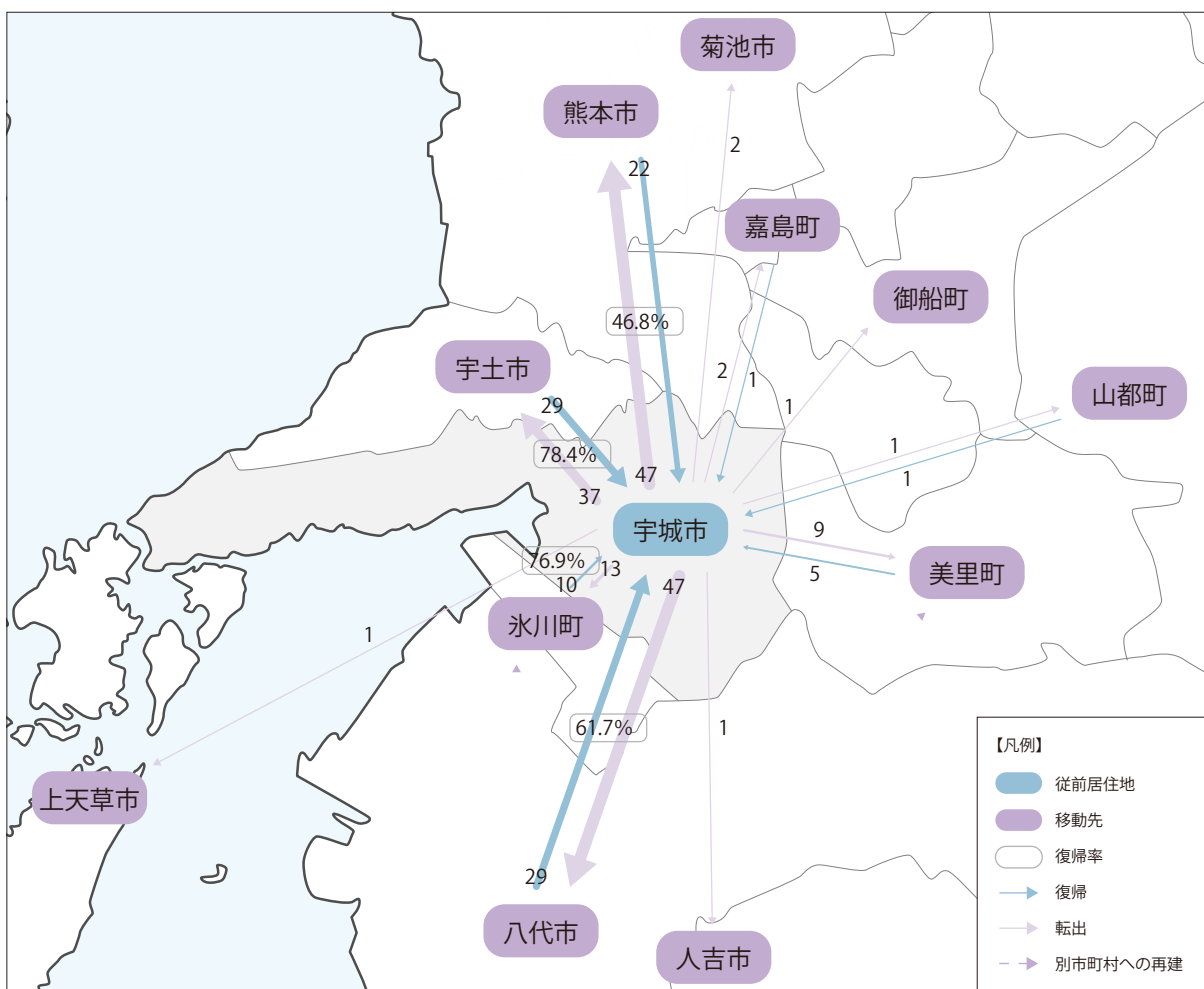 菊池市
熊本市
2
22
嘉島町
御船町
46.8%
宇土市
2
1
山都町
29
1
78.4%
1
47
1
37
宇城市
9
76.9%
13
5
美里町
10
47
氷川町
1
61.7%
1
上天草市
29
八代市
人吉市
【凡例】
従前居住地
移動先
復帰率
復帰
転出
別市町村への再建